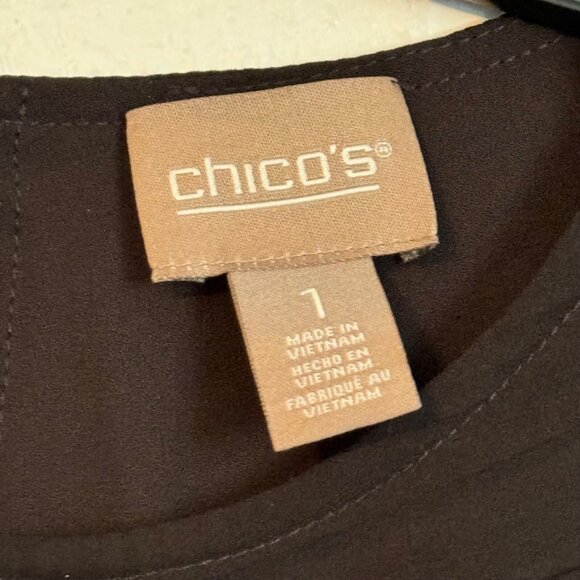 chico's®
1
MADE IN
VIETNAM
HECHO EN
VIETNAM
FABRIQUÉ AU
VIETNAM